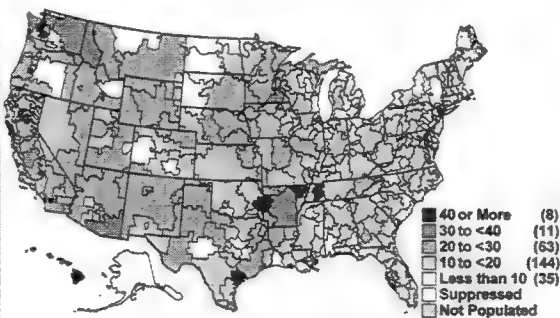 40 or More (8)
30 to <40 (11)
20 to <30 (63)
10 to <20 (144)
Less than 10 (35)
Suppressed
Not Populated